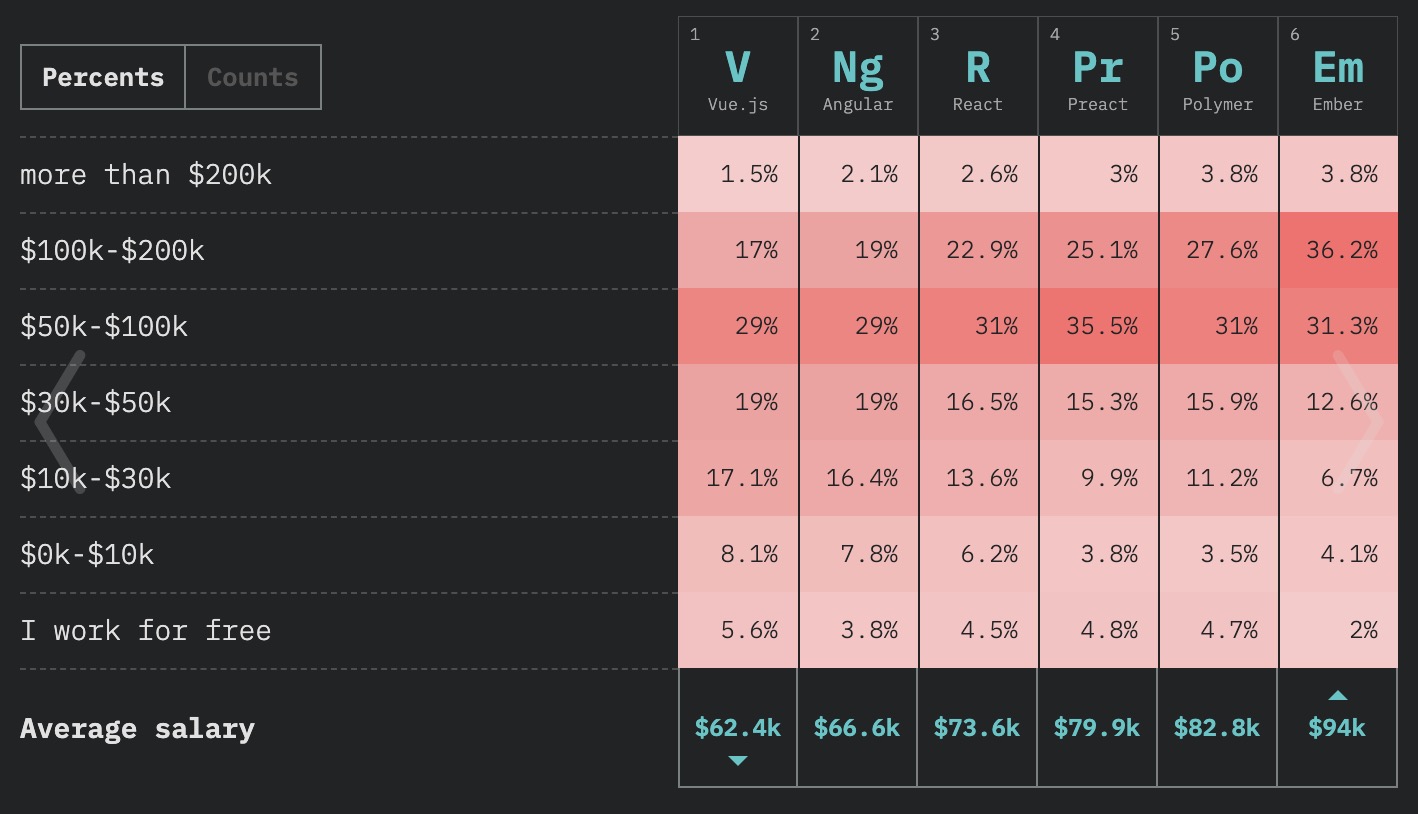 Percents Counts
1 2 3 4 5 6
V Ng R Pr Po Em
Vue.js Angular React Preact Polymer Ember
more than $200k 1.5% 2.1% 2.6% 3% 3.8% 3.8%
$100k-$200k 17% 19% 22.9% 25.1% 27.6% 36.2%
$50k-$100k 29% 29% 31% 35.5% 31% 31.3%
$30k-$50k 19% 19% 16.5% 15.3% 15.9% 12.6%
$10k-$30k 17.1% 16.4% 13.6% 9.9% 11.2% 6.7%
$0k-$10k 8.1% 7.8% 6.2% 3.8% 3.5% 4.1%
I work for free 5.6% 3.8% 4.5% 4.8% 4.7% 2%
Average salary $62.4k $66.6k $73.6k $79.9k $82.8k $94k